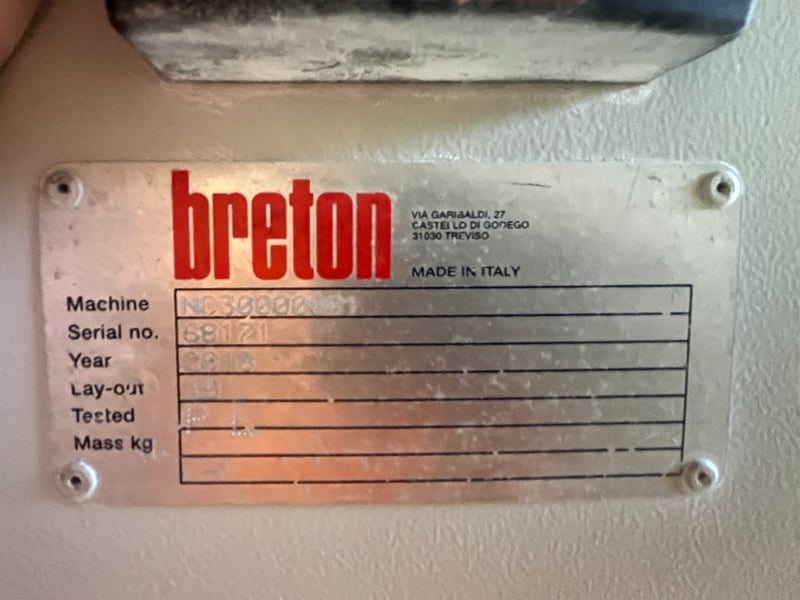 breton
VIA GARIBALDI, 27
CASTELLO DI GODEGO
31030 TREVISO
MADE IN ITALY
Machine
Serial no. 68171
Year
Lay-out
Tested
Mass kg